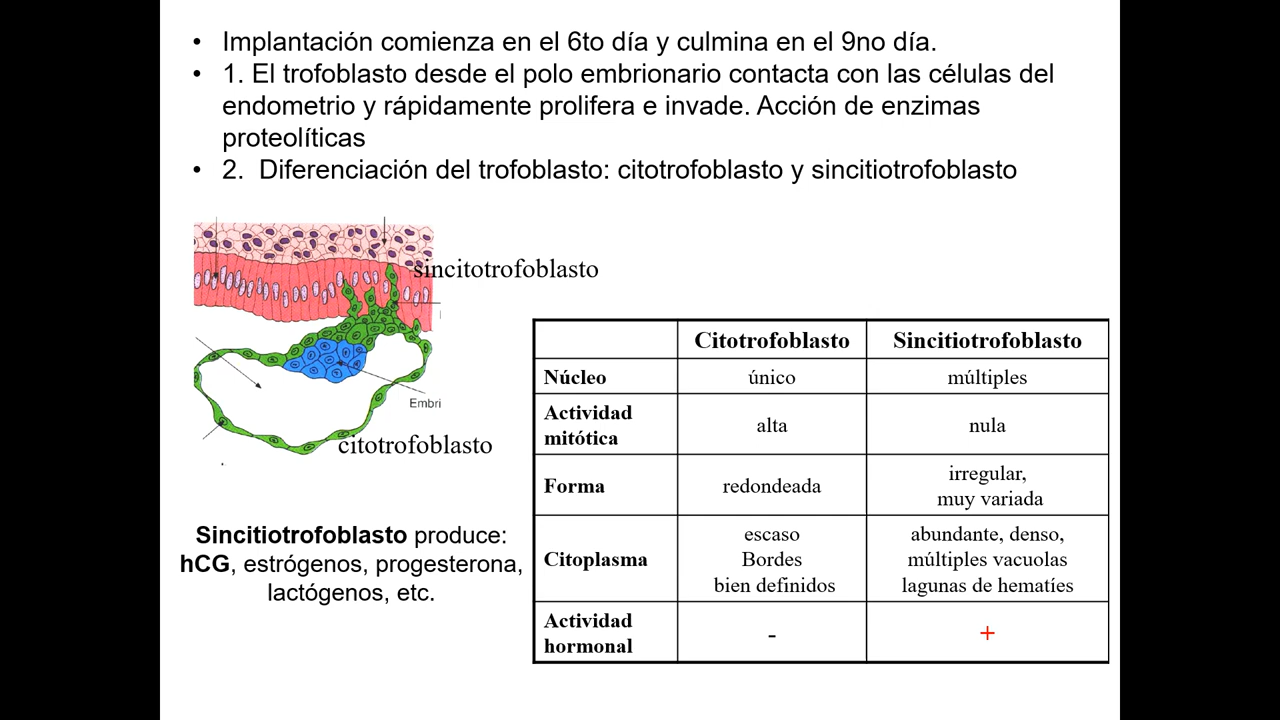 • Implantación comienza en el 6to día y culmina en el 9no día.
• 1. El trofoblasto desde el polo embrionario contacta con las células del
endometrio y rápidamente prolifera e invade. Acción de enzimas
proteolíticas
• 2.  Diferenciación del trofoblasto: citotrofoblasto y sincitiotrofoblasto
sincitotrofoblasto
Embri
citotrofoblasto
Sincitiotrofoblasto produce:
hCG, estrógenos, progesterona,
lactógenos, etc.
Citotrofoblasto Sincitiotrofoblasto
Núcleo único múltiples
Actividad
mitótica alta nula
Forma redondeada irregular,
muy variada
Citoplasma escaso
Bordes
bien definidos abundante, denso,
múltiples vacuolas
lagunas de hematíes
Actividad
hormonal - +